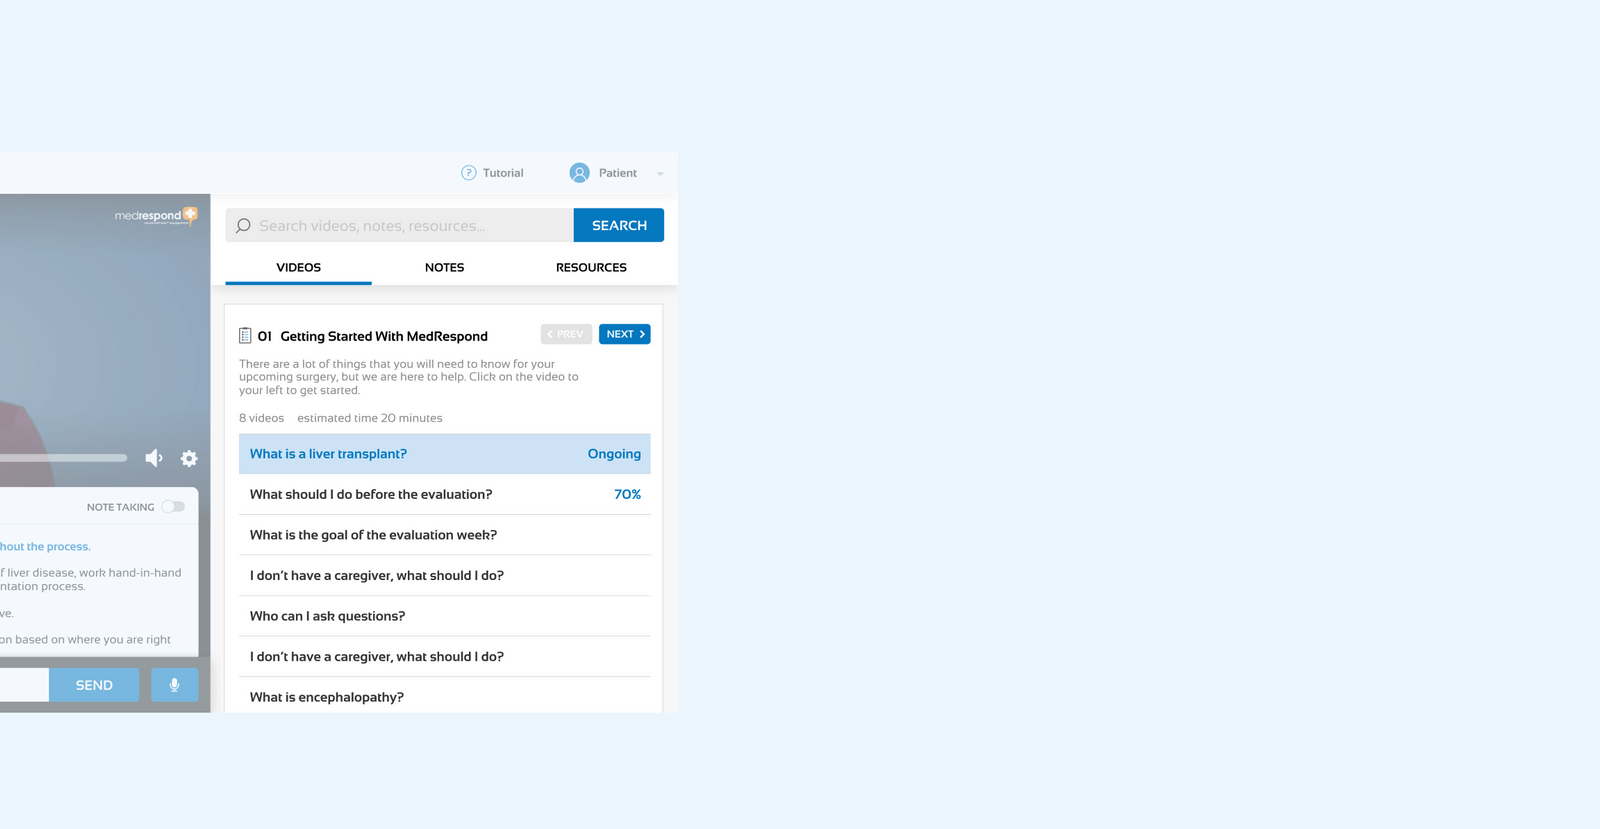 Tutorial
Patient
medrespond
Search videos, notes, resources...
SEARCH
VIDEOS
NOTES
RESOURCES
01 Getting Started With MedRespond
PREV
NEXT
There are a lot of things that you will need to know for your
upcoming surgery, but we are here to help. Click on the video to
your left to get started.
8 videos estimated time 20 minutes
What is a liver transplant? Ongoing
What should I do before the evaluation? 70%
What is the goal of the evaluation week?
I don't have a caregiver, what should I do?
Who can I ask questions?
I don't have a caregiver, what should I do?
What is encephalopathy?
NOTE TAKING
hout the process.
f liver disease, work hand-in-hand
ntation process.
ve.
on based on where you are right
SEND